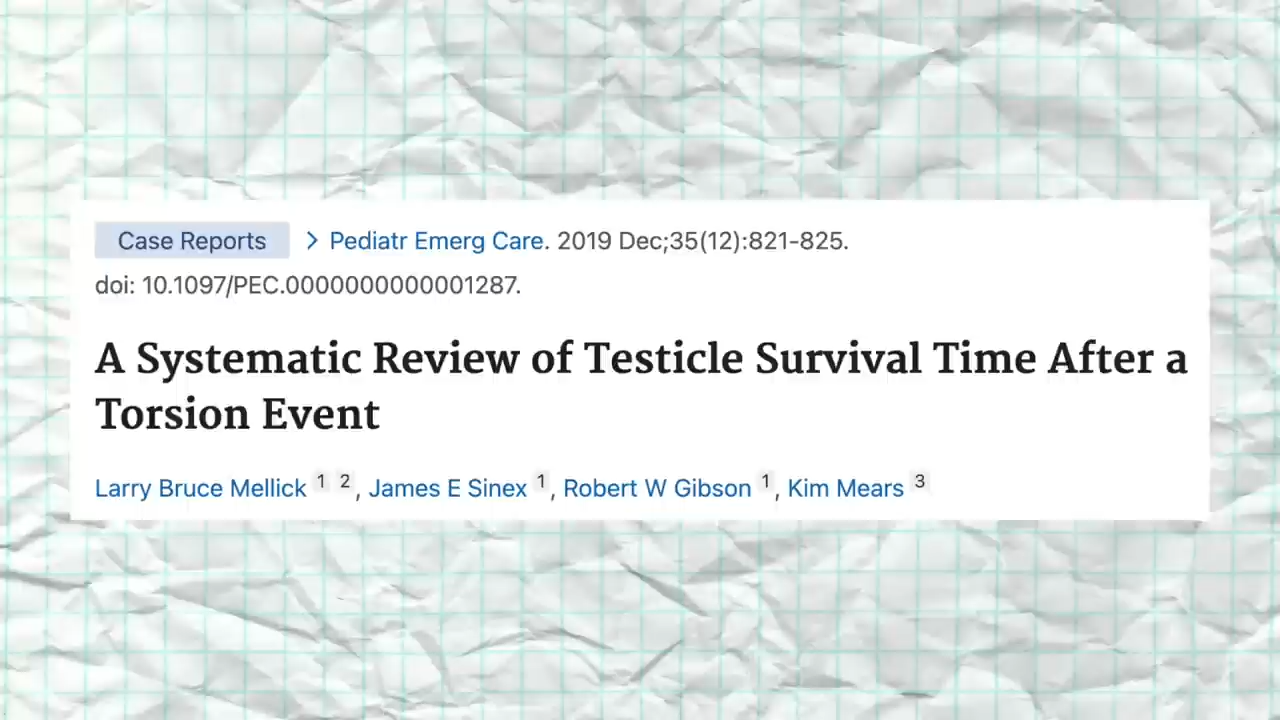 Case Reports > Pediatr Emerg Care. 2019 Dec;35(12):821-825.
doi: 10.1097/PEC.0000000000001287.
A Systematic Review of Testicle Survival Time After a
Torsion Event
Larry Bruce Mellick 1 2, James E Sinex 1, Robert W Gibson 1, Kim Mears 3